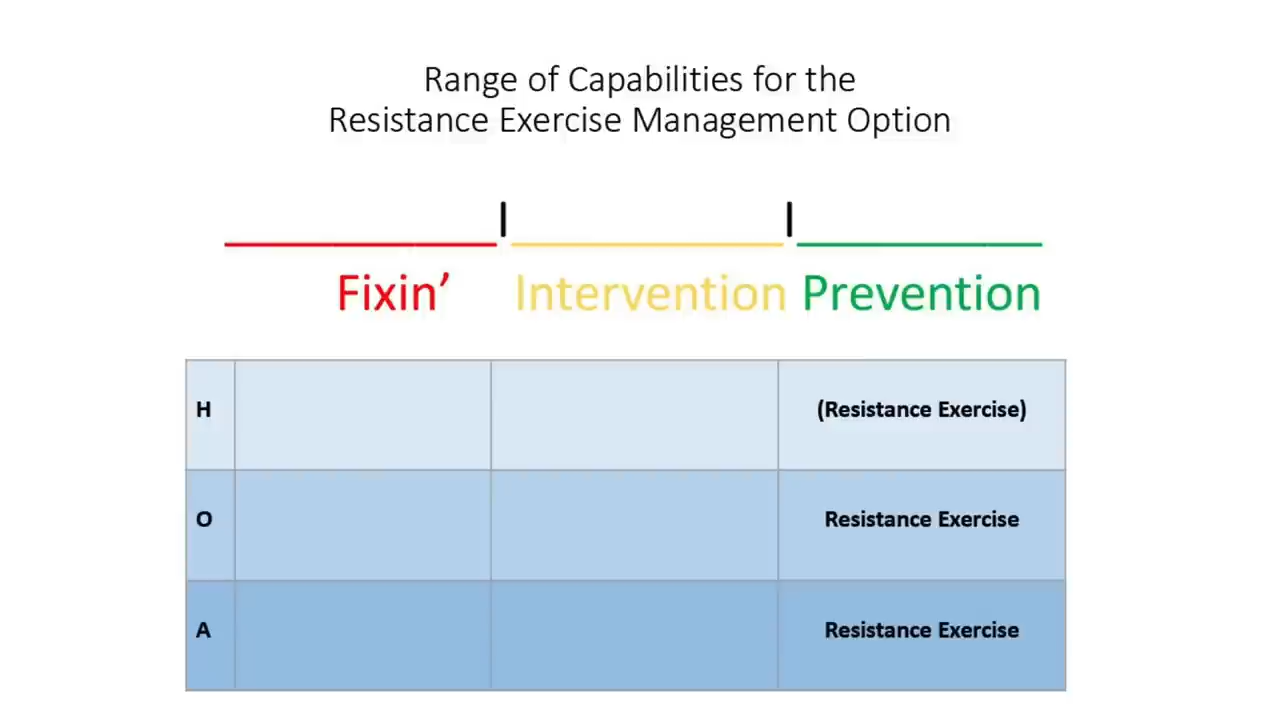 Range of Capabilities for the
Resistance Exercise Management Option
Fixin’ Intervention Prevention
H (Resistance Exercise)
O Resistance Exercise
A Resistance Exercise